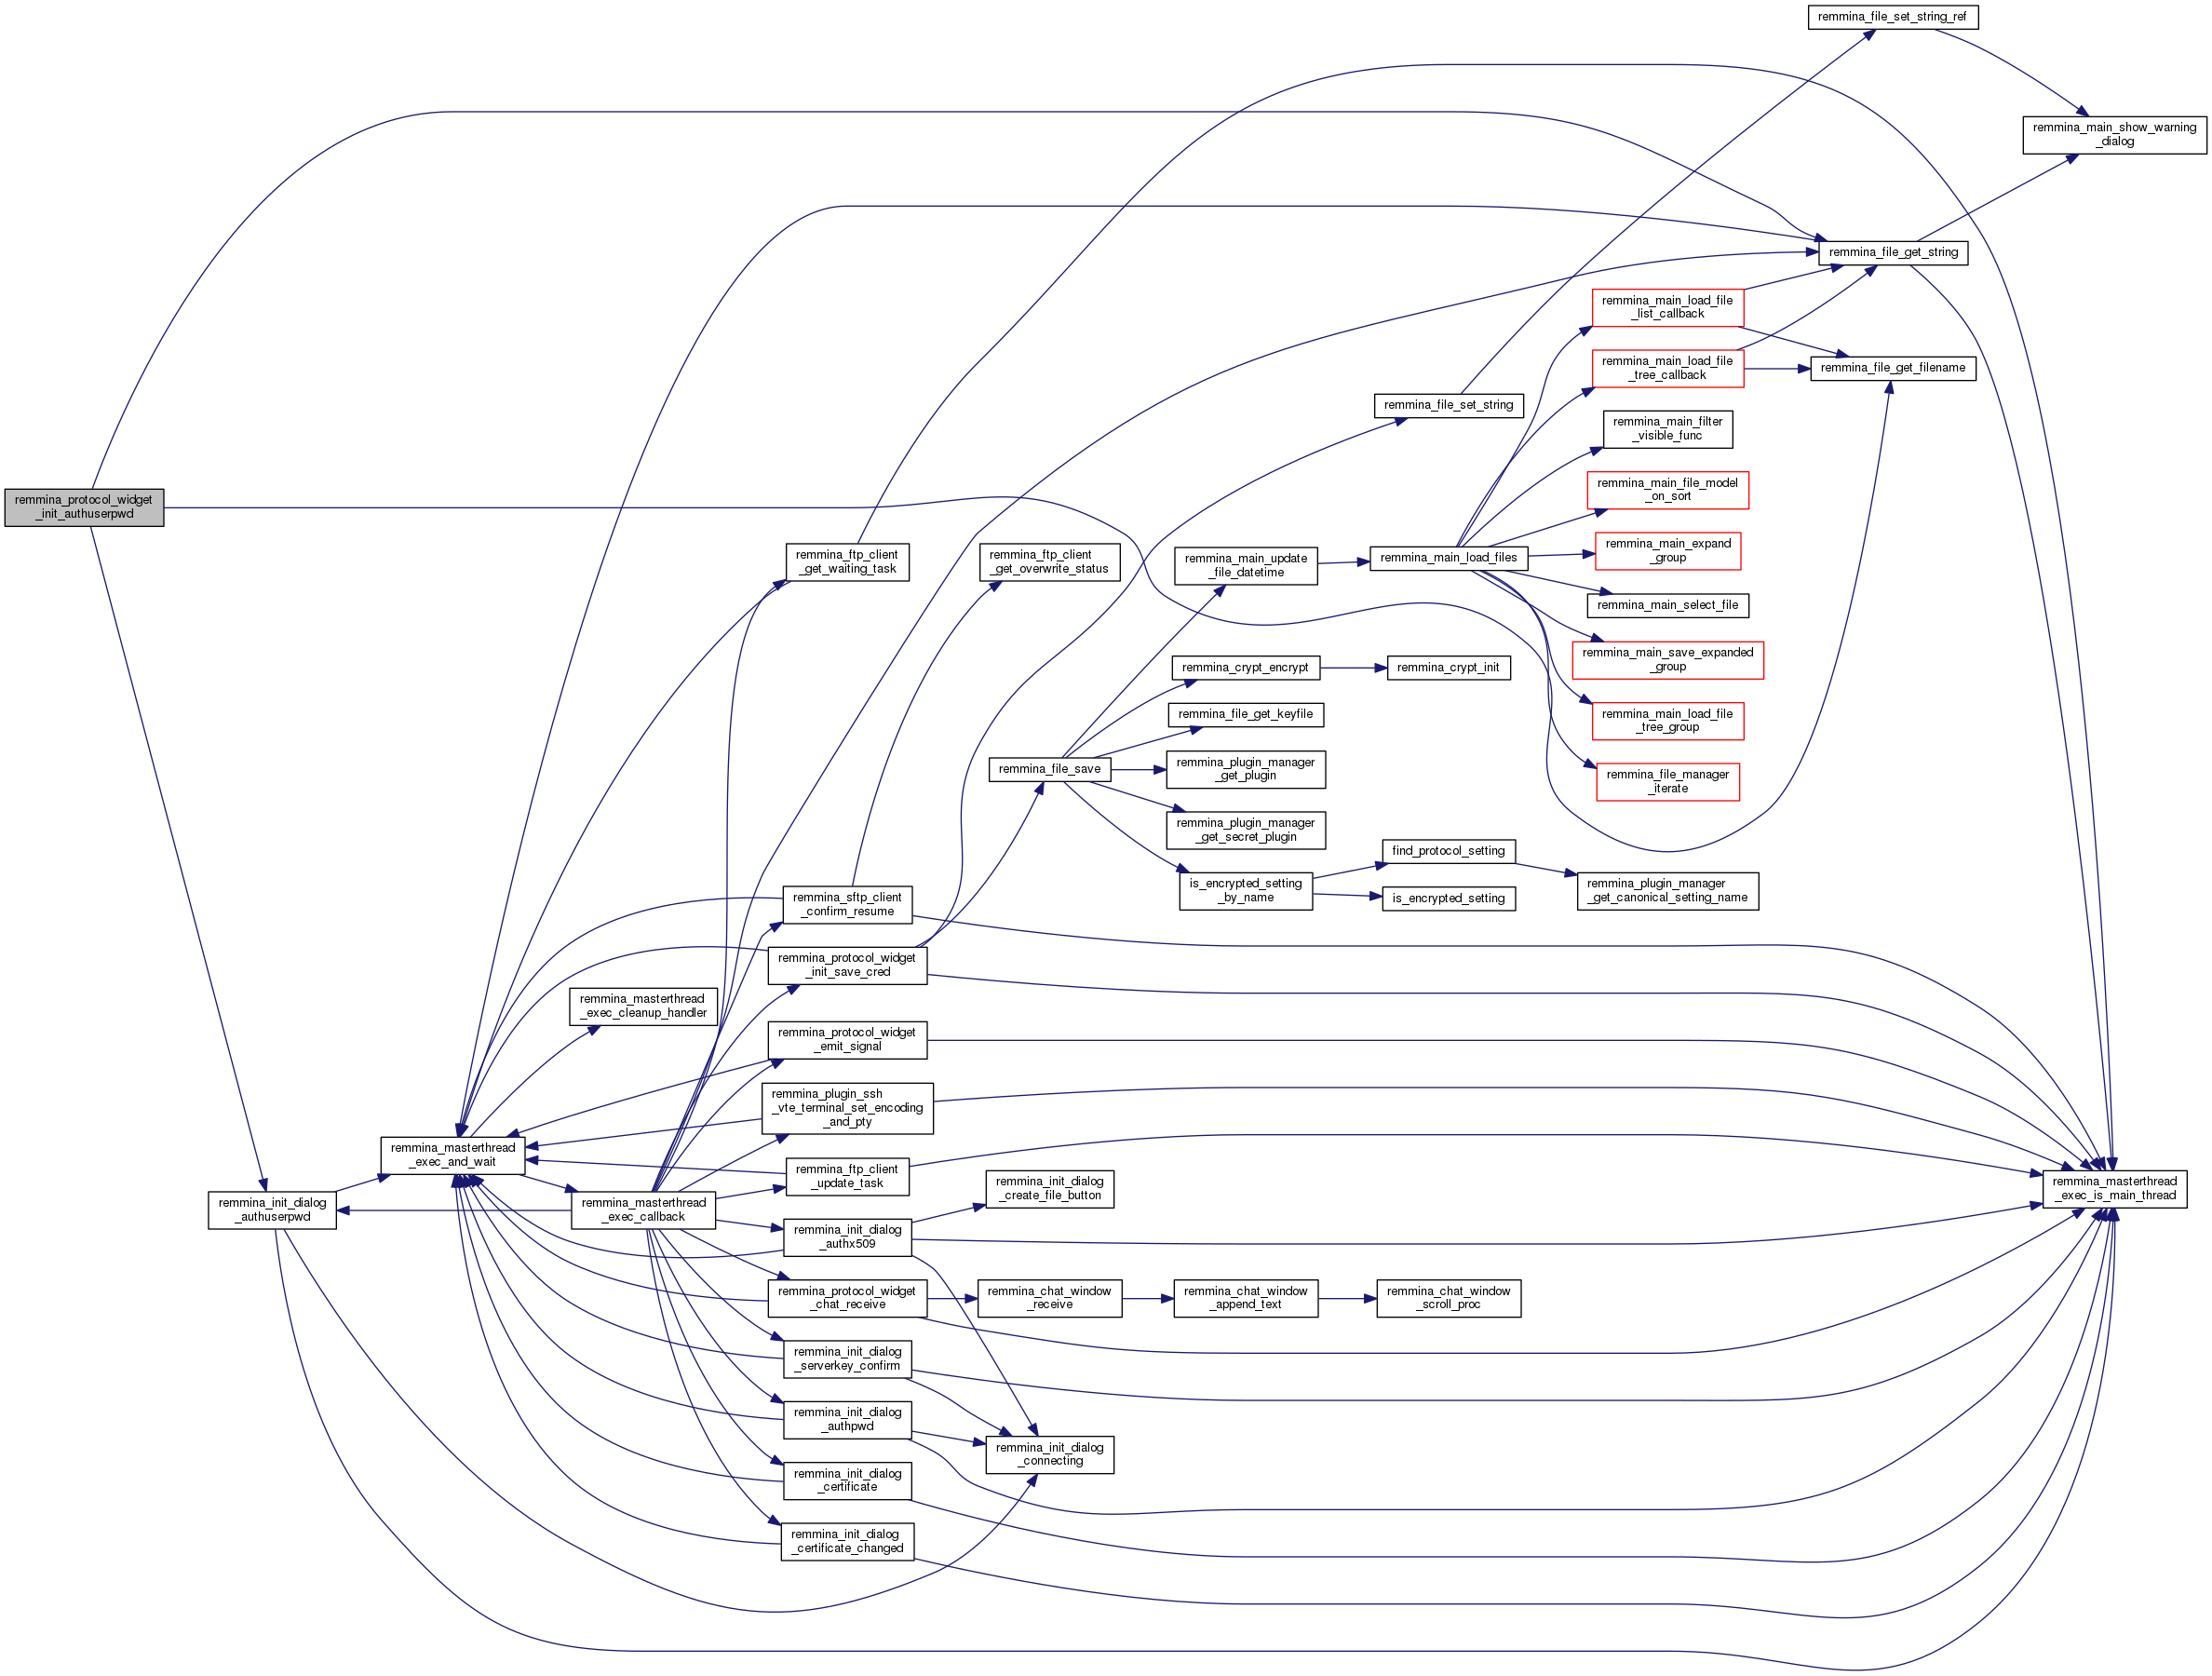 remmina_file_set_string_ref
remmina_main_show_warning
_dialog
remmina_file_get_string
remmina_main_load_file
_list_callback
remmina_main_load_file
_tree_callback
remmina_file_get_filename
remmina_file_set_string
remmina_main_filter
_visible_func
remmina_main_file_model
_on_sort
remmina_protocol_widget
_init_authuserpwd
remmina_ftp_client
_get_waiting_task
remmina_ftp_client
_get_overwrite_status
remmina_main_update
_file_datetime
remmina_main_load_files
remmina_main_expand
_group
remmina_main_select_file
remmina_main_save_expanded
_group
remmina_crypt_encrypt
remmina_crypt_init
remmina_file_get_keyfile
remmina_main_load_file
_tree_group
remmina_file_save
remmina_plugin_manager
_get_plugin
remmina_file_manager
_iterate
remmina_plugin_manager
_get_secret_plugin
find_protocol_setting
is_encrypted_setting
_by_name
is_encrypted_setting
remmina_plugin_manager
_get_canonical_setting_name
remmina_sftp_client
_confirm_resume
remmina_protocol_widget
_init_save_cred
remmina_masterthread
_exec_cleanup_handler
remmina_protocol_widget
_emit_signal
remmina_plugin_ssh
_vte_terminal_set_encoding
_and_pty
remmina_masterthread
_exec_and_wait
remmina_ftp_client
_update_task
remmina_init_dialog
_create_file_button
remmina_masterthread
_exec_is_main_thread
remmina_init_dialog
_authuserpwd
remmina_masterthread
_exec_callback
remmina_init_dialog
_authx509
remmina_protocol_widget
_chat_receive
remmina_chat_window
_receive
remmina_chat_window
_append_text
remmina_chat_window
_scroll_proc
remmina_init_dialog
_serverkey_confirm
remmina_init_dialog
_authpwd
remmina_init_dialog
_connecting
remmina_init_dialog
_certificate
remmina_init_dialog
_certificate_changed